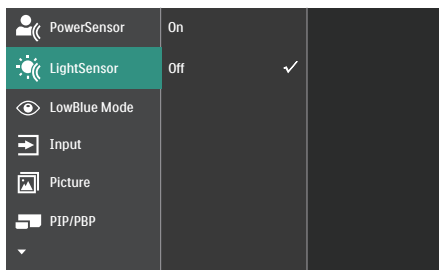 PowerSensor
On
LightSensor
Off
LowBlue Mode
Input
Picture
PIP/PBP